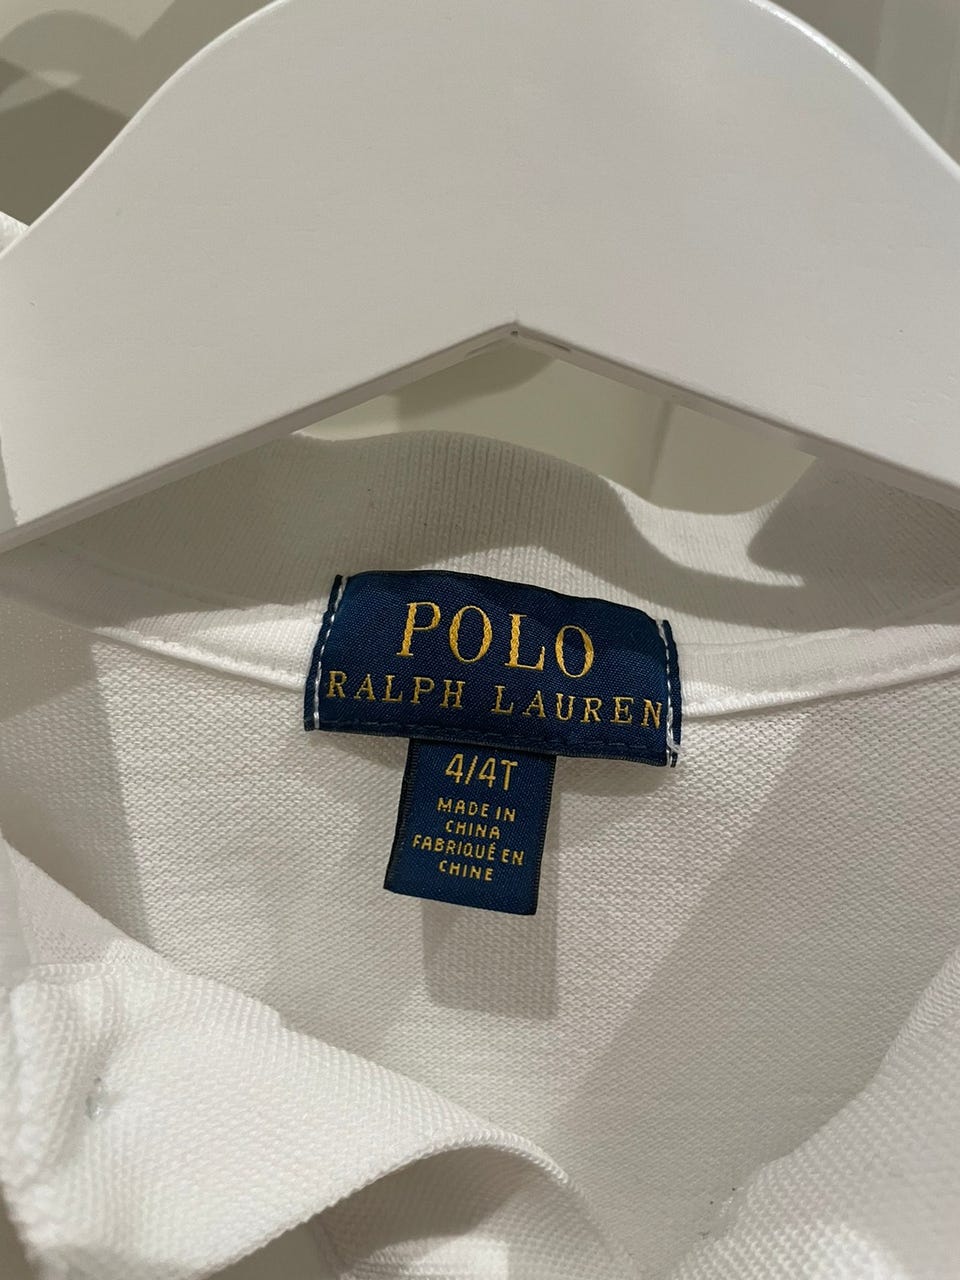 POLO
RALPH LAUREN
4/4T
MADE IN
CHINA
FABRIQUÉ EN
CHINE